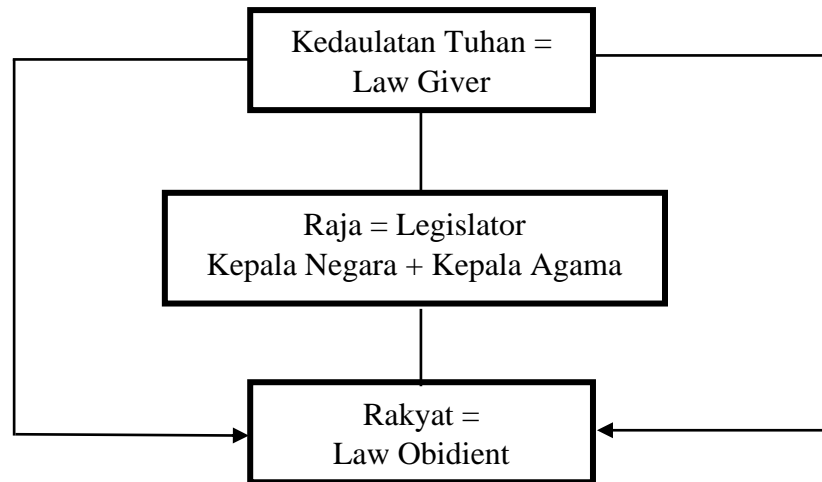 Kedaulatan Tuhan =
Law Giver
Raja = Legislator
Kepala Negara + Kepala Agama
Rakyat =
Law Obidient